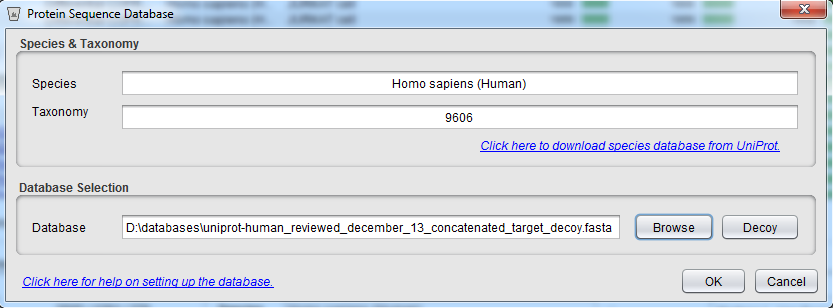 Protein Sequence Database
Species & Taxonomy
Species Homo sapiens (Human)
Taxonomy 9606
Click here to download species database from UniProt.
Database Selection
Database D:\databases\uniprot-human_reviewed_december_13_concatenated_target_decoy.fasta Browse Decoy
Click here for help on setting up the database. OK Cancel